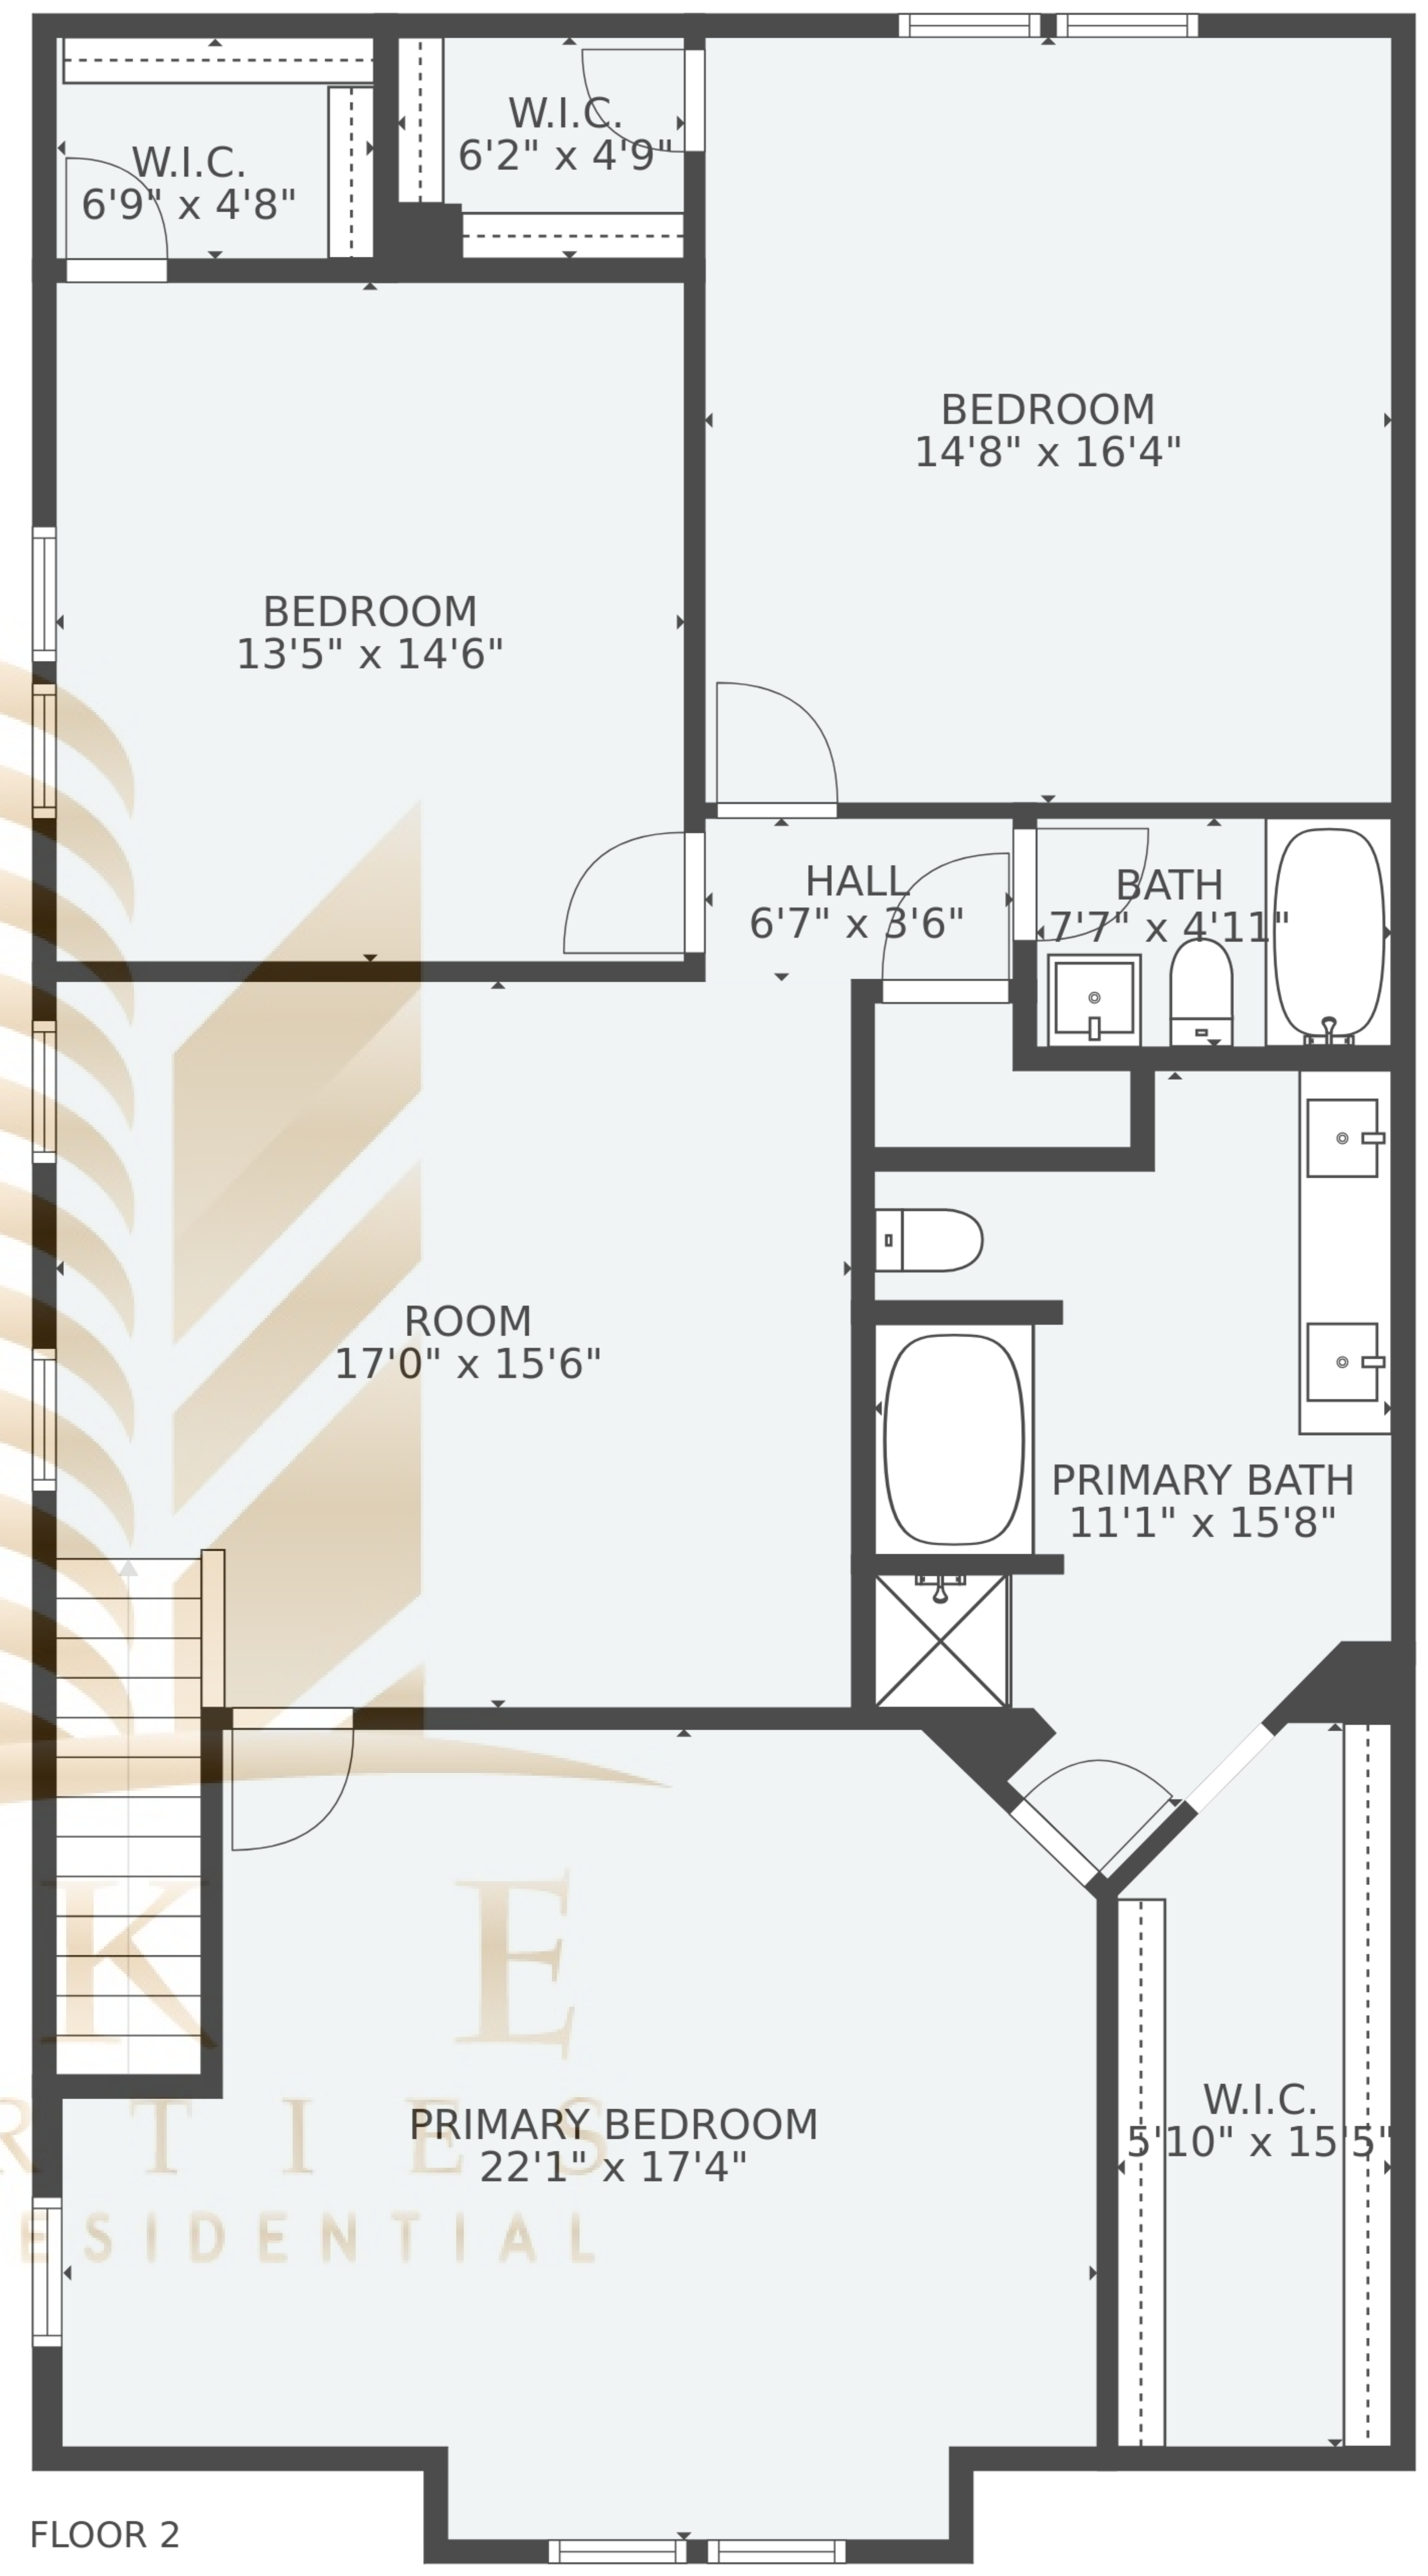 W.I.C.
6'9" x 4'8"
W.I.C.
6'2" x 4'9"
BEDROOM
14'8" x 16'4"
BEDROOM
13'5" x 14'6"
HALL
6'7" x 3'6"
BATH
7'7" x 4'11"
ROOM
17'0" x 15'6"
PRIMARY BATH
11'1" x 15'8"
K E
R T I E S
ESIDENTIAL
PRIMARY BEDROOM
22'1" x 17'4"
W.I.C.
5'10" x 15'5"
FLOOR 2